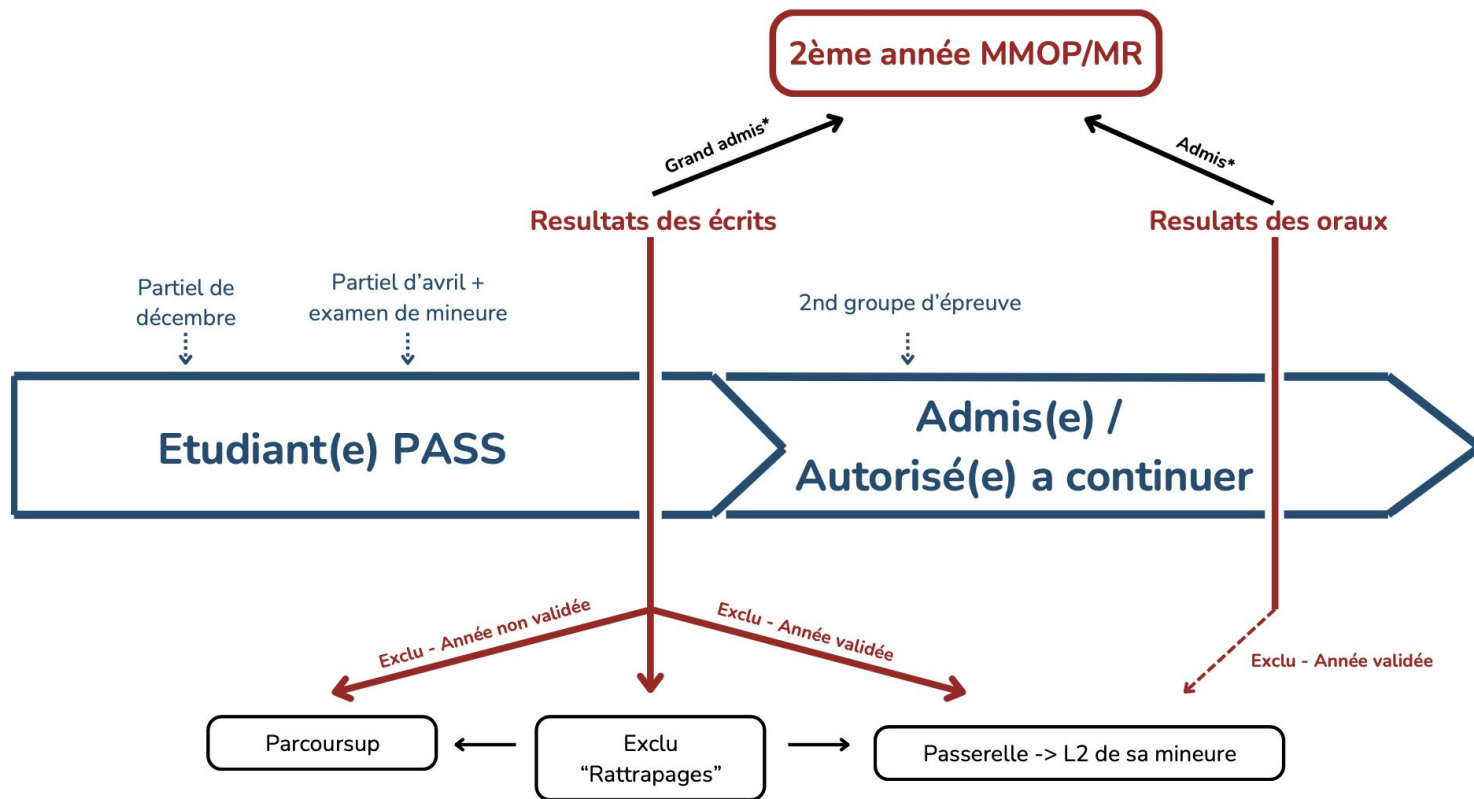 2ème année MMOP/MR
Grand admis*
Admis*
Resultats des écrits
Resulats des oraux
Partiel de
décembre
Partiel d'avril +
examen de mineure
2nd groupe d'épreuve
Etudiant(e) PASS
Admis(e) /
Autorisé(e) a continuer
Exclu - Année non validée
Exclu - Année validée
Exclu - Année validée
Parcoursup
Exclu
“Rattrapages”
Passerelle -> L2 de sa mineure